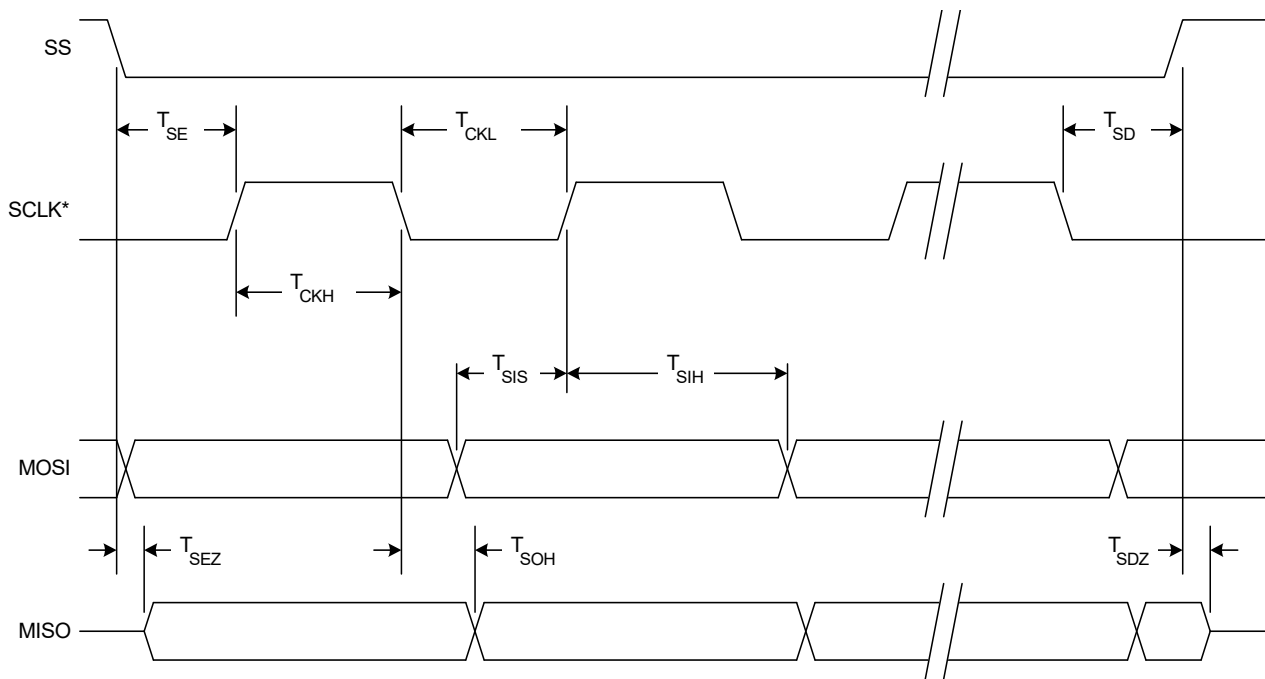 SS
TSE
TCKL
TSD
SCLK*
TCKH
TSIS
TSIH
MOSI
TSEZ
TSOH
TSDZ
MISO